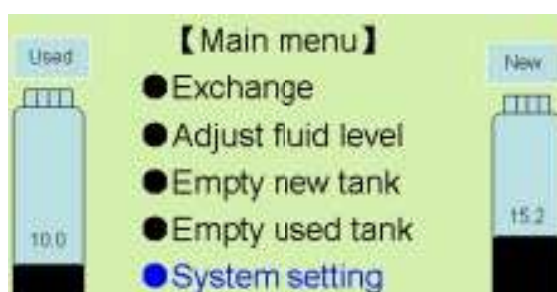 【Main menu】
Used
New
●Exchange
●Adjust fluid level
●Empty new tank
●Empty used tank
●System setting
10.0
15.2